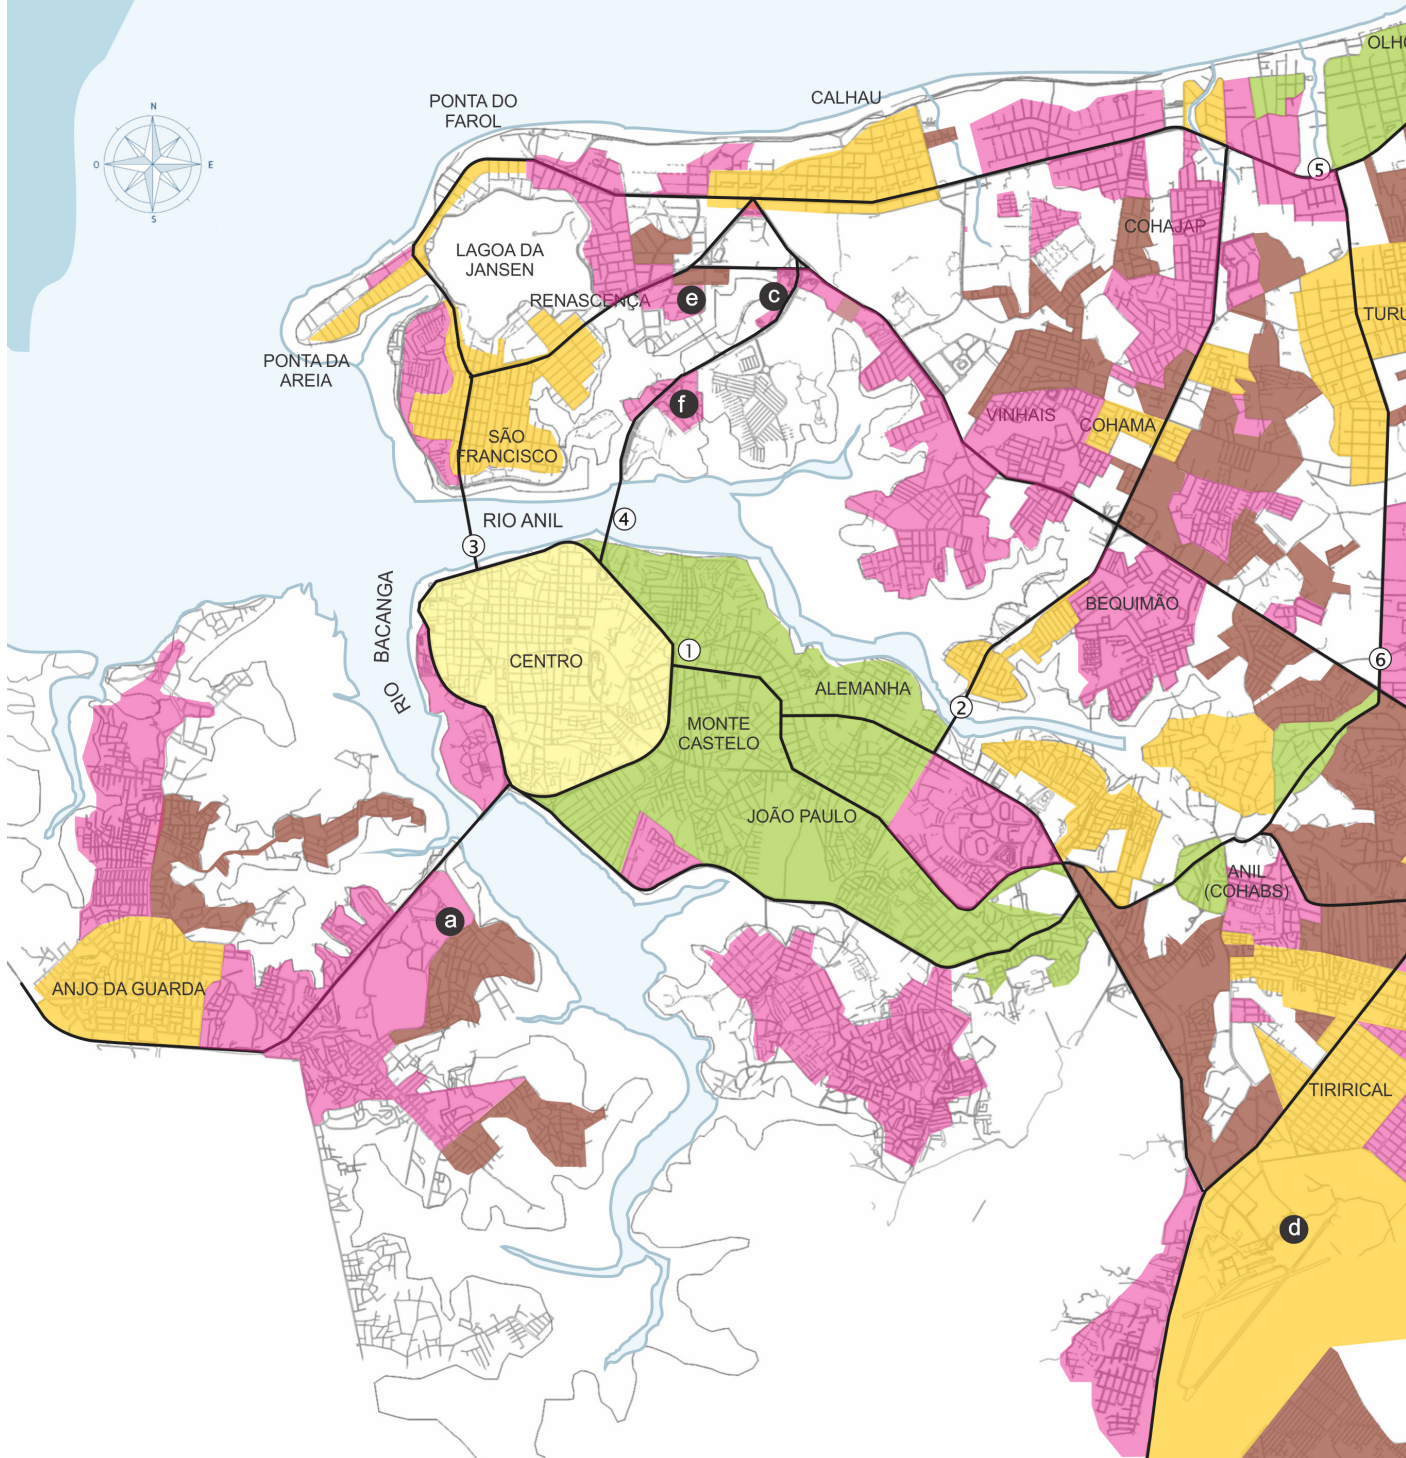 OLHO
CALHAU
PONTA DO
FAROL
N
O
E
S
5
COHAJAP
LAGOA DA
JANSEN
RENASCENÇA
e
c
TURU
PONTA DA
AREIA
f
VINHAIS
COHAMA
SÃO
FRANCISCO
RIO ANIL
4
3
BEQUIMÃO
RIO
BACANGA
1
CENTRO
6
ALEMANHA
2
MONTE
CASTELO
JOÃO PAULO
ANIL
(COHABS)
a
ANJO DA GUARDA
TIRIRICAL
d